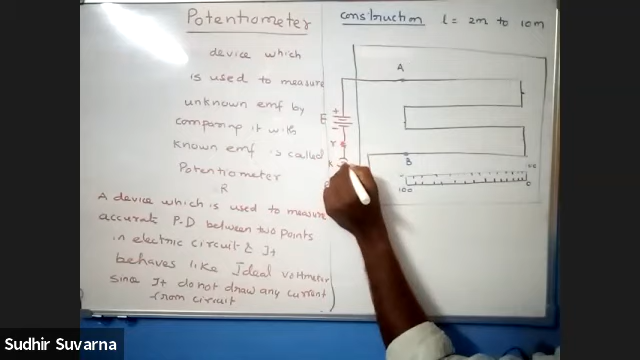 Potentiometer
device which
is used to measure
unknown emf by
comparing it with
known emf is called
Potentiometer
R
A device which is used to measure
accurate P.D between two points
in electric circuit & It
behaves like Ideal voltmeter
since It do not draw any current
from circuit
construction l = 2m to 10m
A
+
E
-
r
K
B
100
0
Sudhir Suvarna